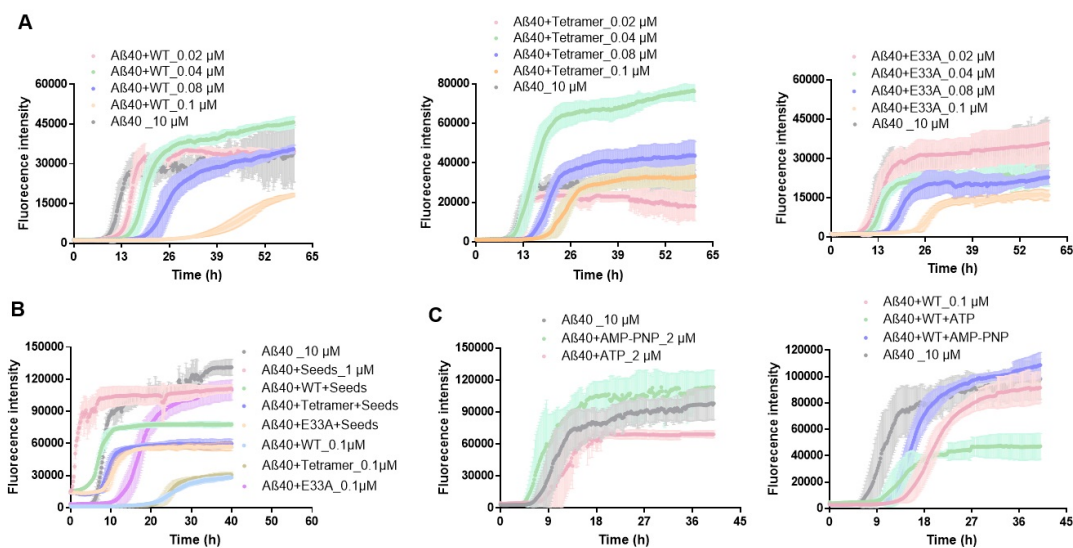 A
Aß40+WT_0.02 µM
Aß40+WT_0.04 µM
Aß40+WT_0.08 µM
Aß40+WT_0.1 µM
Aß40 _10 µM
60000
45000
30000
15000
0
0 13 26 39 52 65
Time (h)
Fluorecence intensity
Aß40+Tetramer_0.02 µM
Aß40+Tetramer_0.04 µM
Aß40+Tetramer_0.08 µM
Aß40+Tetramer_0.1 µM
Aß40_10 µM
80000
60000
40000
20000
0
0 13 26 39 52 65
Time (h)
Fluorecence intensity
Aß40+E33A_0.02 µM
Aß40+E33A_0.04 µM
Aß40+E33A_0.08 µM
Aß40+E33A_0.1 µM
Aß40 _10 µM
60000
45000
30000
15000
0
0 13 26 39 52 65
Time (h)
Fluorecence intensity
B
Aß40 _10 µM
Aß40+Seeds_1 µM
Aß40+WT+Seeds
Aß40+Tetramer+Seeds
Aß40+E33A+Seeds
Aß40+WT_0.1µM
Aß40+Tetramer_0.1µM
Aß40+E33A_0.1µM
150000
120000
90000
60000
30000
0
0 10 20 30 40 50 60
Time (h)
Fluorecence intensity
C
Aß40 _10 µM
Aß40+AMP-PNP_2 µM
Aß40+ATP_2 µM
150000
120000
90000
60000
30000
0
0 9 18 27 36 45
Time (h)
Fluorecence intensity
Aß40+WT_0.1 µM
Aß40+WT+ATP
Aß40+WT+AMP-PNP
Aß40 _10 µM
120000
100000
80000
60000
40000
20000
0
0 9 18 27 36 45
Time (h)
Fluorecence intensity